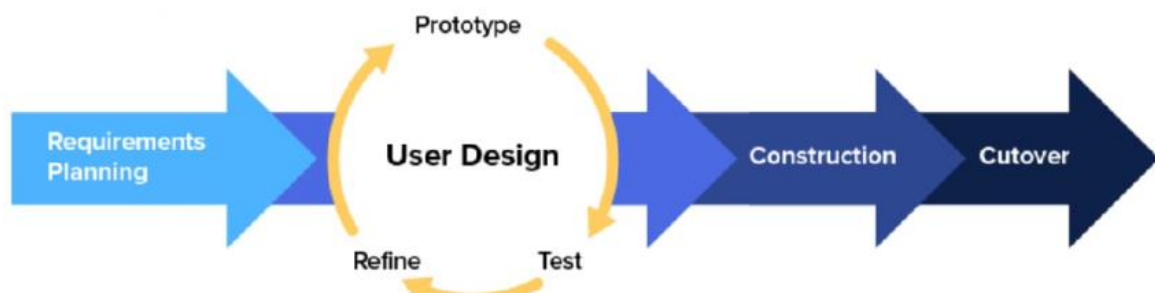 Prototype
Requirements
Planning
User Design
Construction
Cutover
Refine
Test